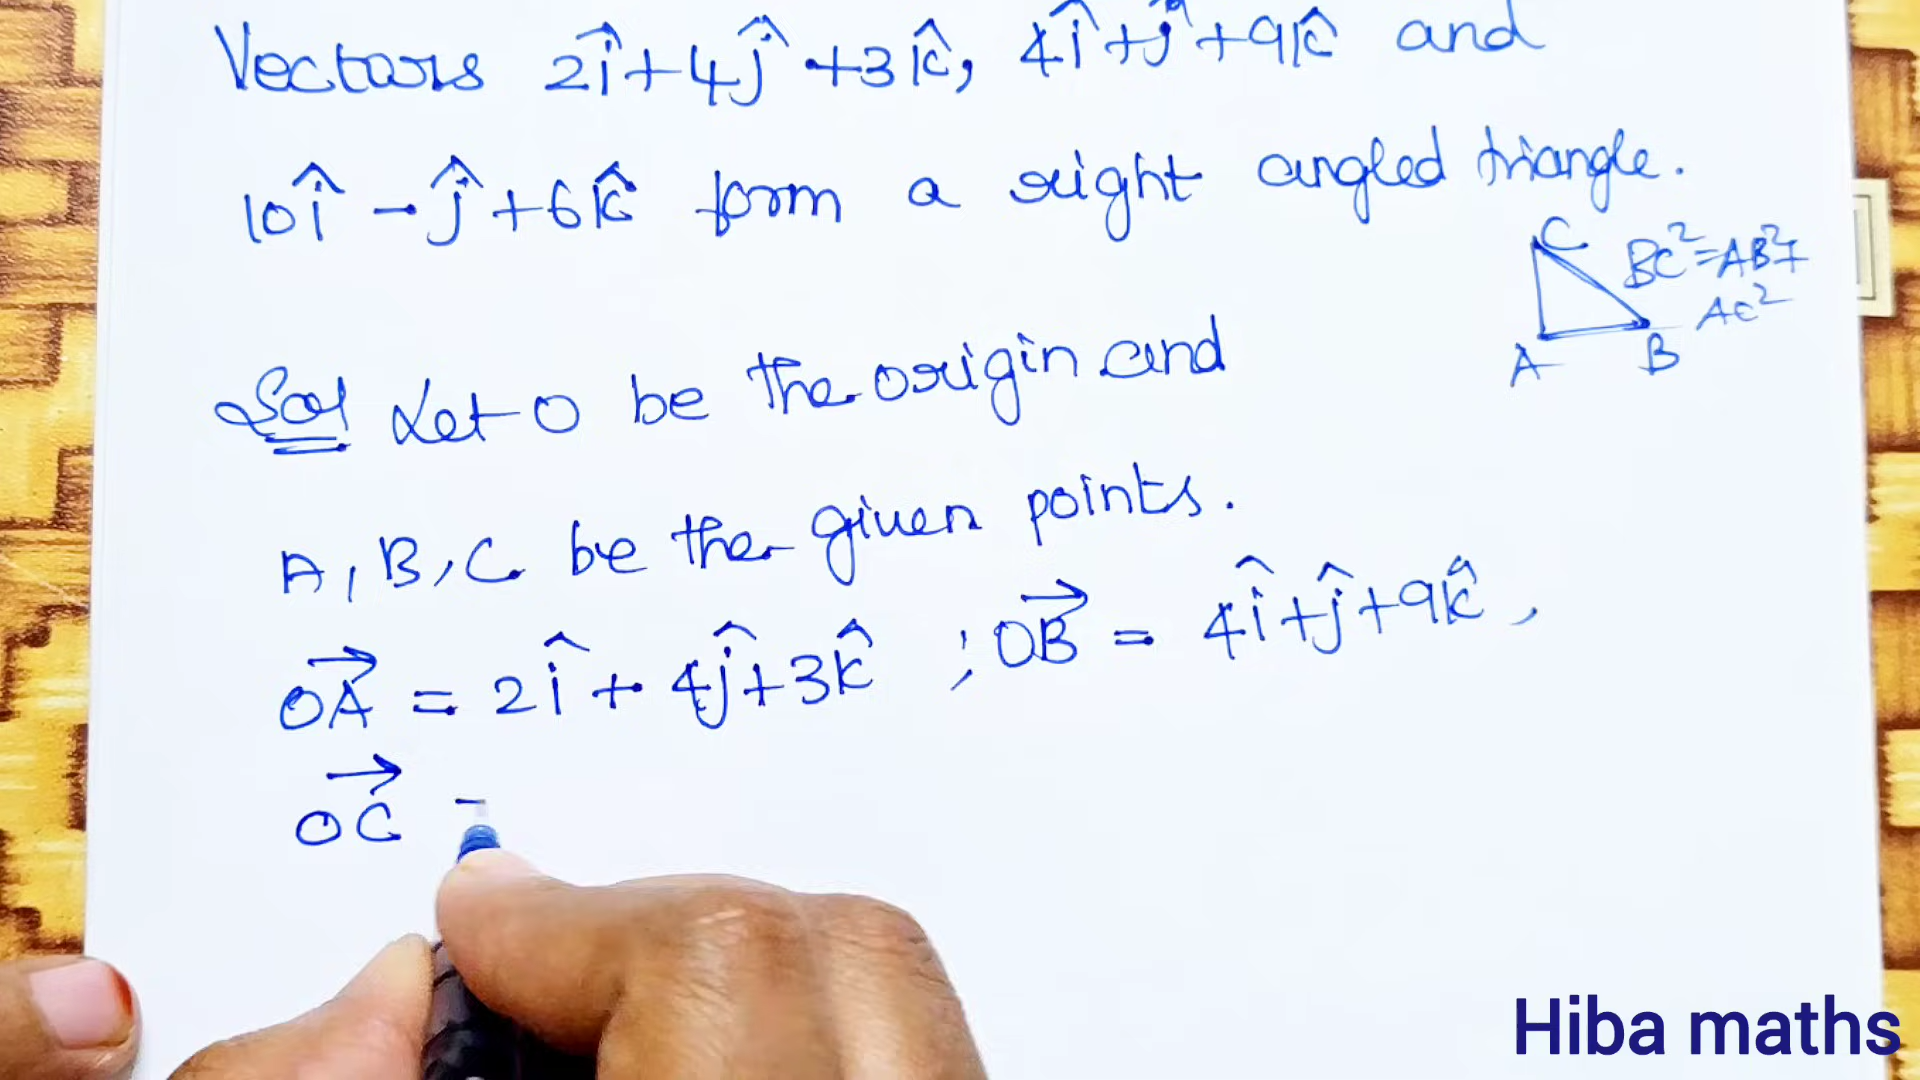 Vectors 2î+4ĵ+3k̂, 4î+ĵ+9k̂ and
10î-ĵ+6k̂ form a right angled triangle.
C BC²=AB²+
AC²
A B
Sol Let O be the origin and
A, B, C be the given points.
OA⃗ = 2î + 4ĵ+3k̂ ; OB⃗ = 4î+ĵ+9k̂,
OC⃗ =
Hiba maths